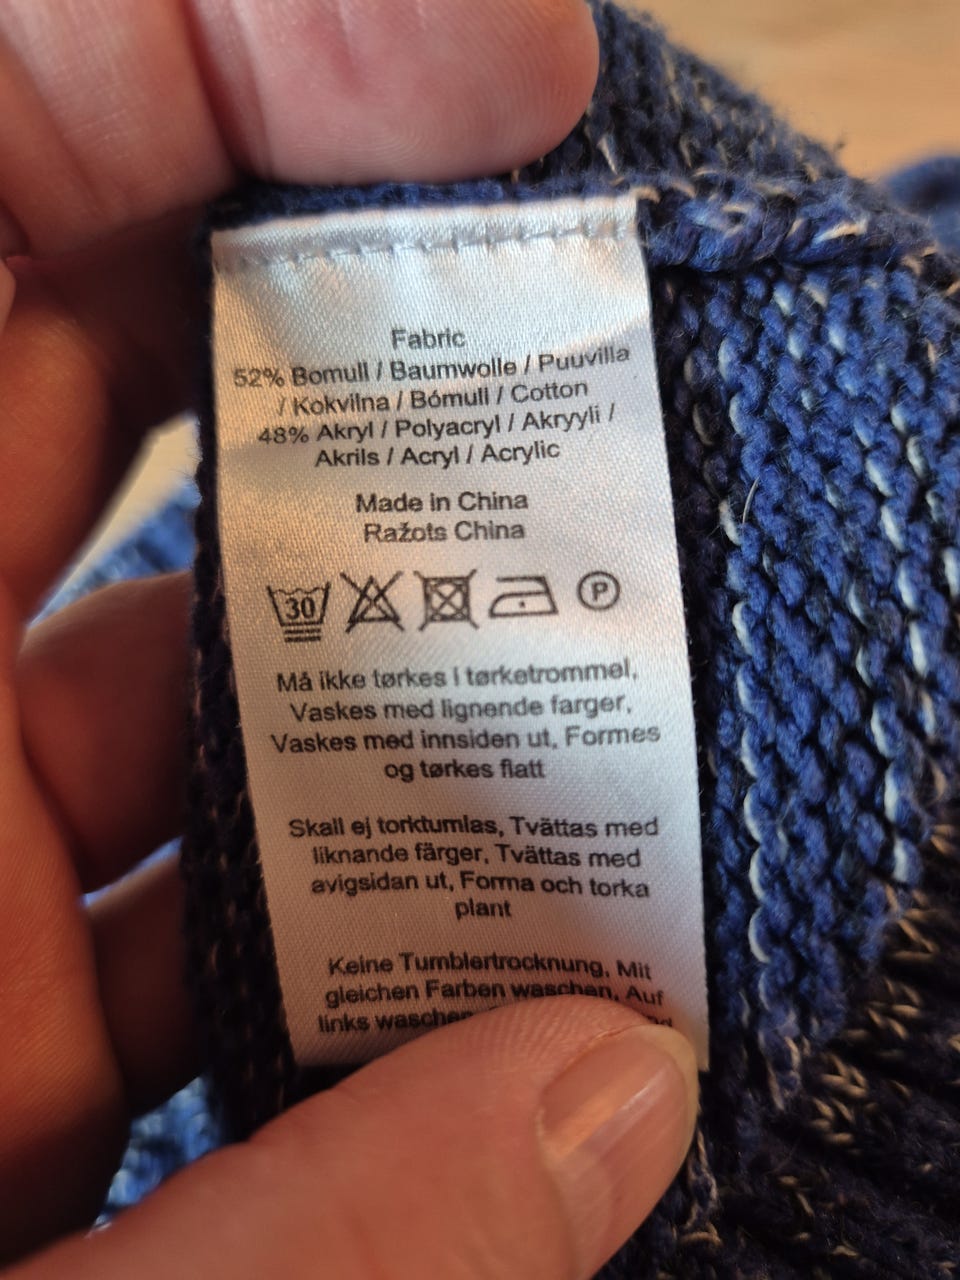 Fabric
52% Bomull / Baumwolle / Puuvilla
/ Kokvilna / Bómull / Cotton
48% Akryl / Polyacryl / Akryyli /
Akrils / Acryl / Acrylic
Made in China
Ražots China
30 P
Må ikke tørkes i tørketrommel,
Vaskes med lignende farger,
Vaskes med innsiden ut, Formes
og tørkes flatt
Skall ej torktumlas, Tvättas med
liknande färger, Tvättas med
avigsidan ut, Forma och torka
plant
Keine Tumblertrocknung, Mit
gleichen Farben waschen, Auf
links waschen